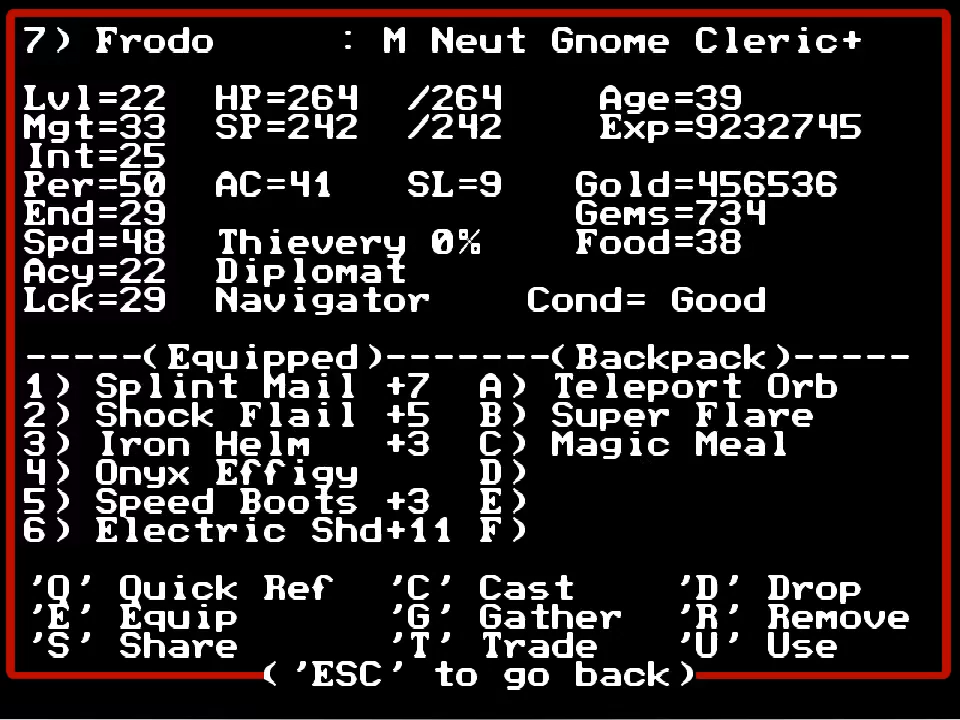 7) Frodo : M Neut Gnome Cleric+
Lvl=22 HP=264 /264 Age=39
Mgt=33 SP=242 /242 Exp=9232745
Int=25
Per=50 AC=41 SL=9 Gold=456536
End=29 Gems=734
Spd=48 Thievery 0% Food=38
Acy=22 Diplomat
Lck=29 Navigator Cond= Good
-----(Equipped)-------(Backpack)-----
1) Splint Mail +7 A) Teleport Orb
2) Shock Flail +5 B) Super Flare
3) Iron Helm +3 C) Magic Meal
4) Onyx Effigy D)
5) Speed Boots +3 E)
6) Electric Shd+11 F)
'Q' Quick Ref 'C' Cast 'D' Drop
'E' Equip 'G' Gather 'R' Remove
'S' Share 'T' Trade 'U' Use
('ESC' to go back)